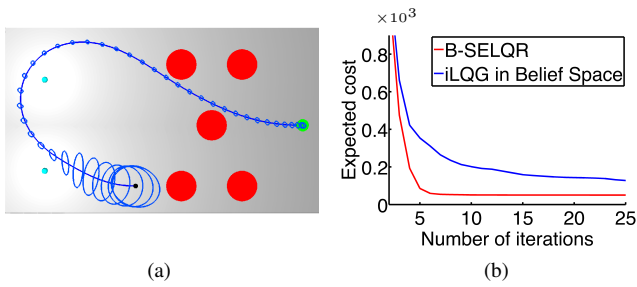 ×10³
0.8
0.6
0.4
0.2
0
5
10
15
20
25
Expected cost
Number of iterations
B-SELQR
iLQG in Belief Space
(a)
(b)